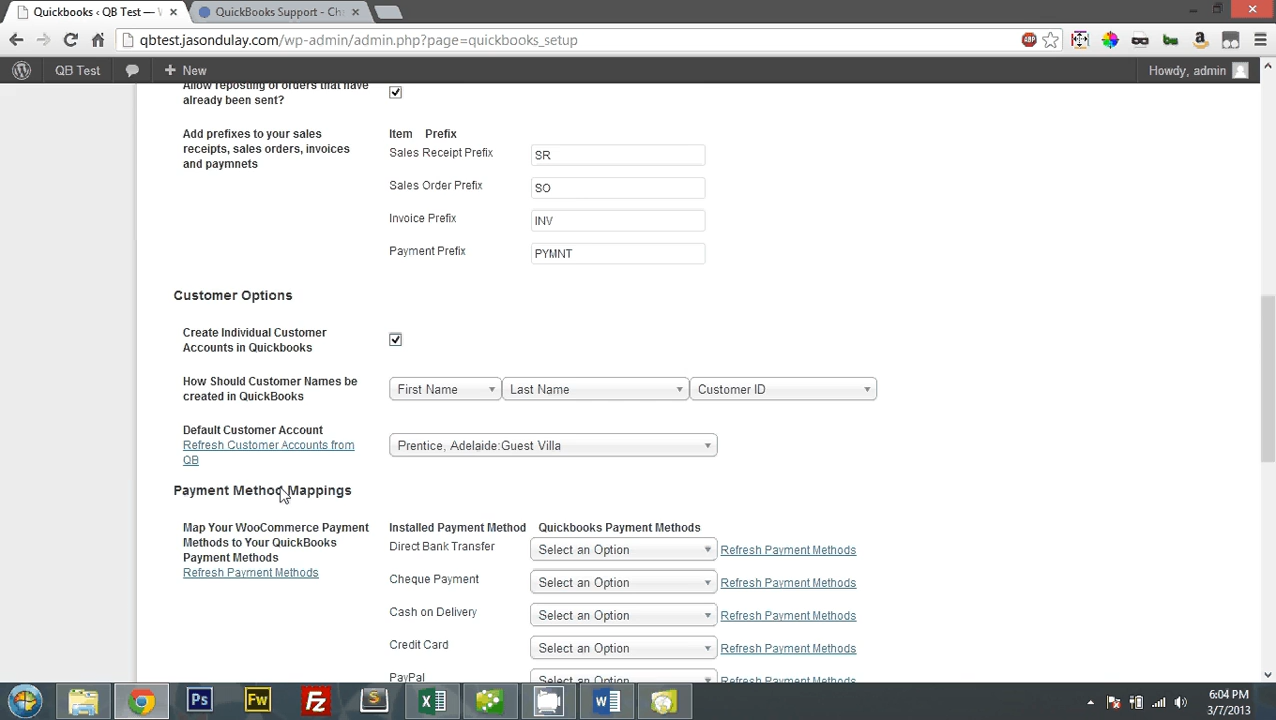 Quickbooks ‹ QB Test —
QuickBooks Support - Ch
qbtest.jasondulay.com/wp-admin/admin.php?page=quickbooks_setup
ABP
QB Test
New
Howdy, admin
Allow reposting of orders that have
already been sent?
Add prefixes to your sales
receipts, sales orders, invoices
and paymnets
Item Prefix
Sales Receipt Prefix SR
Sales Order Prefix SO
Invoice Prefix INV
Payment Prefix PYMNT
Customer Options
Create Individual Customer
Accounts in Quickbooks
How Should Customer Names be
created in QuickBooks
First Name Last Name Customer ID
Default Customer Account
Refresh Customer Accounts from
QB
Prentice, Adelaide:Guest Villa
Payment Method Mappings
Map Your WooCommerce Payment
Methods to Your QuickBooks
Payment Methods
Refresh Payment Methods
Installed Payment Method Quickbooks Payment Methods
Direct Bank Transfer Select an Option Refresh Payment Methods
Cheque Payment Select an Option Refresh Payment Methods
Cash on Delivery Select an Option Refresh Payment Methods
Credit Card Select an Option Refresh Payment Methods
PayPal Select an Option Refresh Payment Methods
Ps
Fw
Fz
S
X
W
6:04 PM
3/7/2013